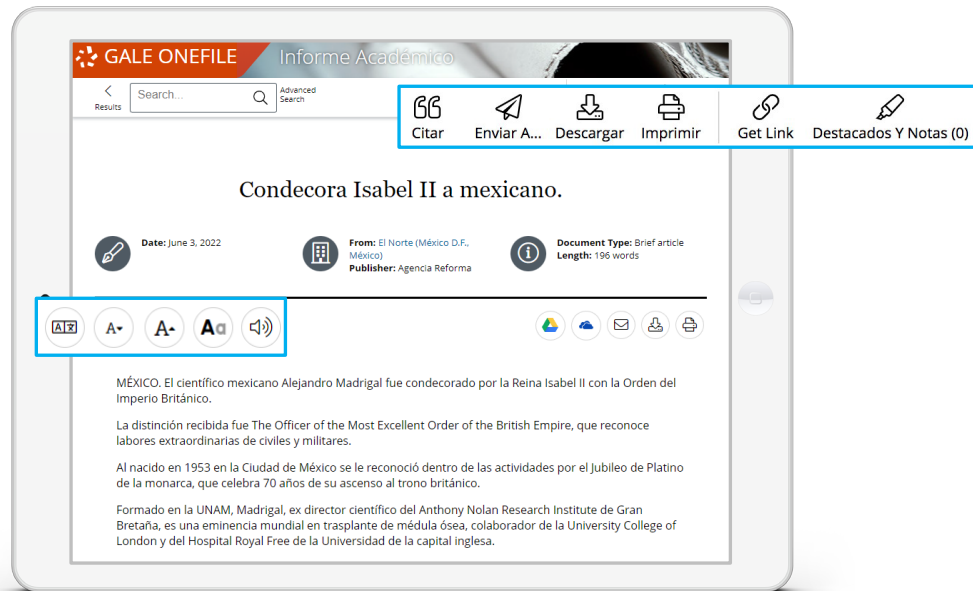 GALE ONEFILE Informe Académico
Results Search... Advanced Search
Citar Enviar A... Descargar Imprimir Get Link Destacados Y Notas (0)
Condecora Isabel II a mexicano.
Date: June 3, 2022
From: El Norte (México D.F., México)
Publisher: Agencia Reforma
Document Type: Brief article
Length: 196 words
A A A Aa
MÉXICO. El científico mexicano Alejandro Madrigal fue condecorado por la Reina Isabel II con la Orden del
Imperio Británico.
La distinción recibida fue The Officer of the Most Excellent Order of the British Empire, que reconoce
labores extraordinarias de civiles y militares.
Al nacido en 1953 en la Ciudad de México se le reconoció dentro de las actividades por el Jubileo de Platino
de la monarca, que celebra 70 años de su ascenso al trono británico.
Formado en la UNAM, Madrigal, ex director científico del Anthony Nolan Research Institute de Gran
Bretaña, es una eminencia mundial en trasplante de médula ósea, colaborador de la University College of
London y del Hospital Royal Free de la Universidad de la capital inglesa.